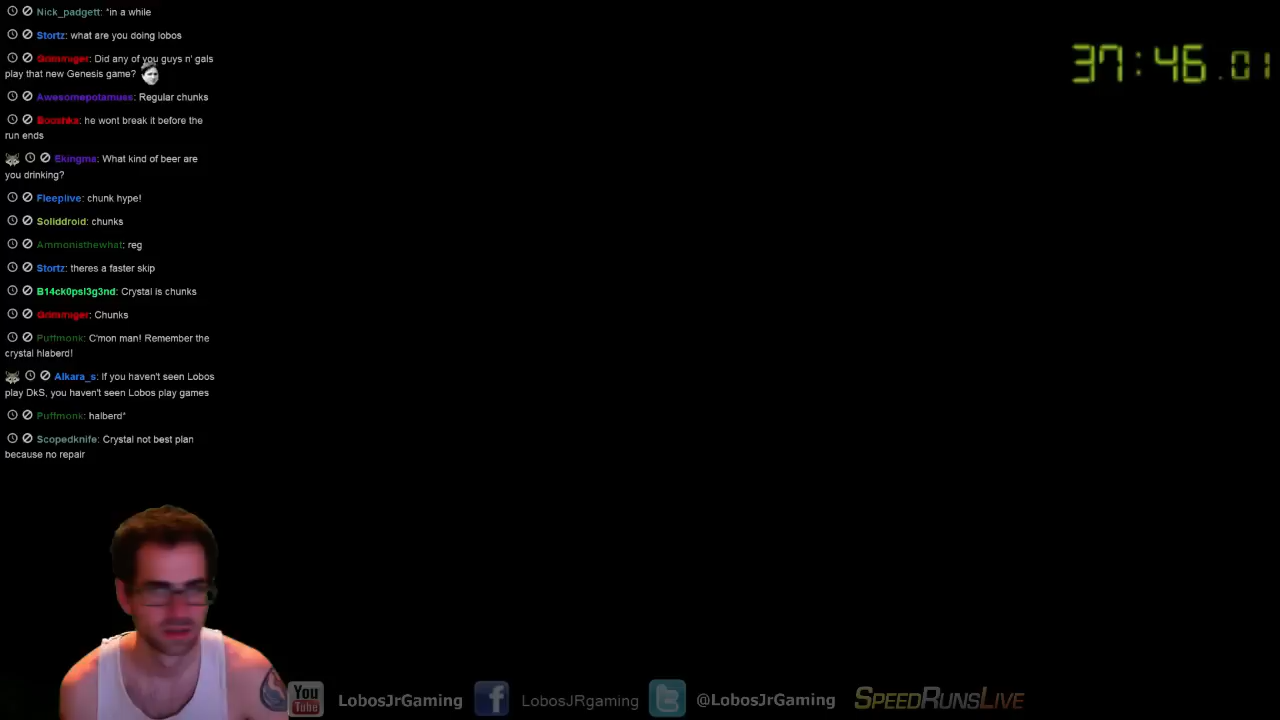 Nick_padgett: *in a while
Stortz: what are you doing lobos
Grimmiger: Did any of you guys n' gals
play that new Genesis game?
Awesomepotamuss: Regular chunks
Booshka: he wont break it before the
run ends
Ekingma: What kind of beer are
you drinking?
Fleeplive: chunk hype!
Soliddroid: chunks
Ammonisthewhat: reg
Stortz: theres a faster skip
B14ck0psl3g3nd: Crystal is chunks
Grimmiger: Chunks
Puffmonk: C'mon man! Remember the
crystal hlaberd!
Alkara_s: If you haven't seen Lobos
play DkS, you haven't seen Lobos play games
Puffmonk: halberd*
Scopedknife: Crystal not best plan
because no repair
37:46.01
You
Tube
LobosJrGaming
f
LobosJRgaming
@LobosJrGaming
SPEEDRUNSLIVE